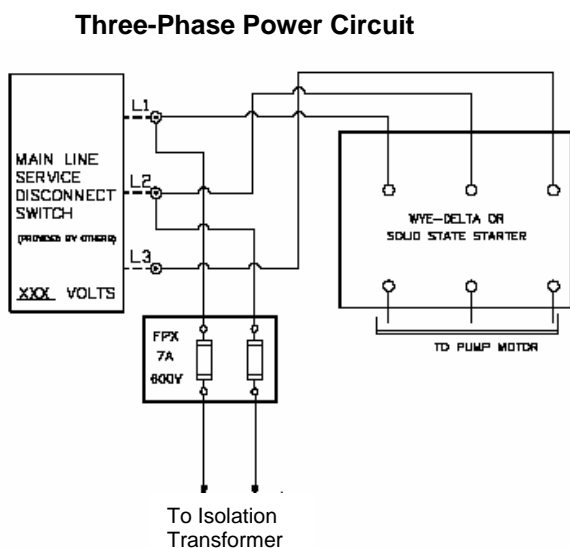 Three-Phase Power Circuit
L1
MAIN LINE
SERVICE
DISCONNECT
SWITCH
(PROVIDED BY OTHERS)
XXX VOLTS
L2
L3
WYE-DELTA OR
SOLID STATE STARTER
TO PUMP MOTOR
FPX
7A
600V
To Isolation
Transformer